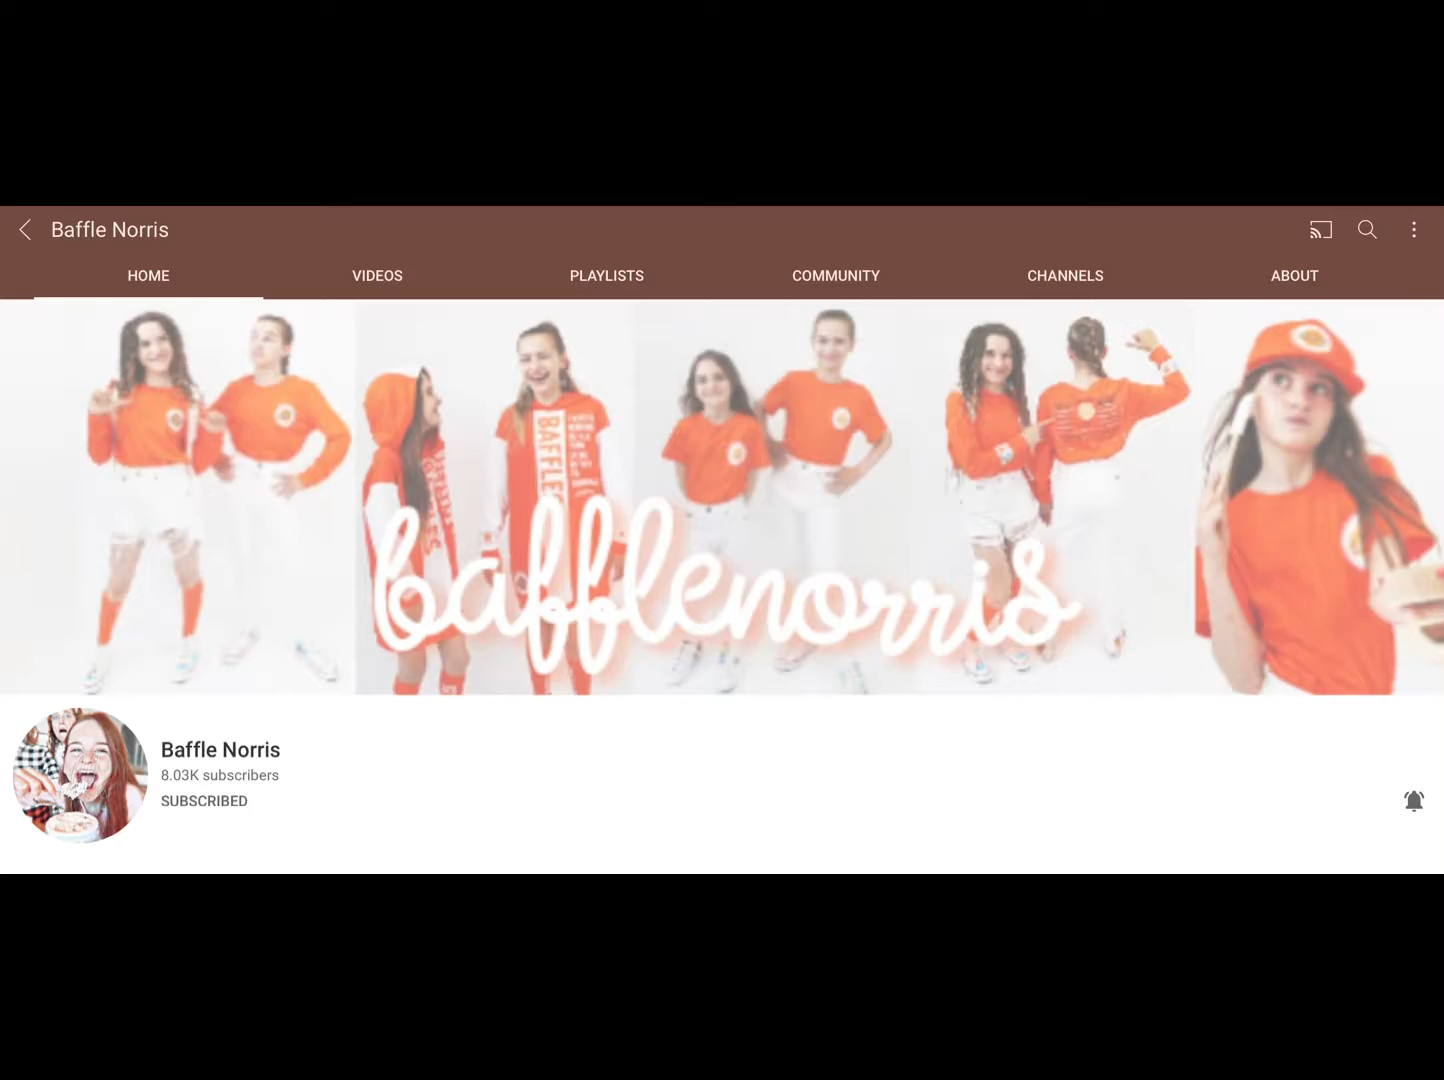 Baffle Norris
HOME VIDEOS PLAYLISTS COMMUNITY CHANNELS ABOUT
BAFFLE
bafflenorris
Baffle Norris
8.03K subscribers
SUBSCRIBED